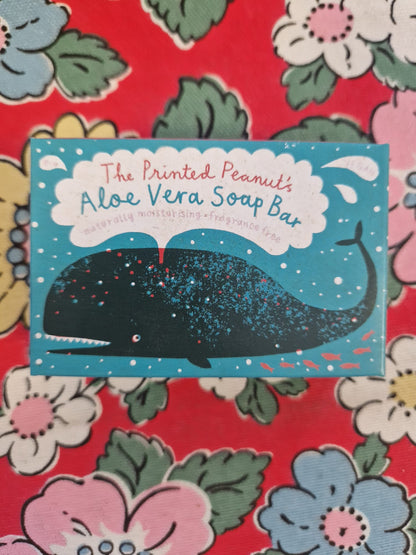 The Printed Peanut's
Aloe Vera Soap Bar
naturally moisturising • fragrance free